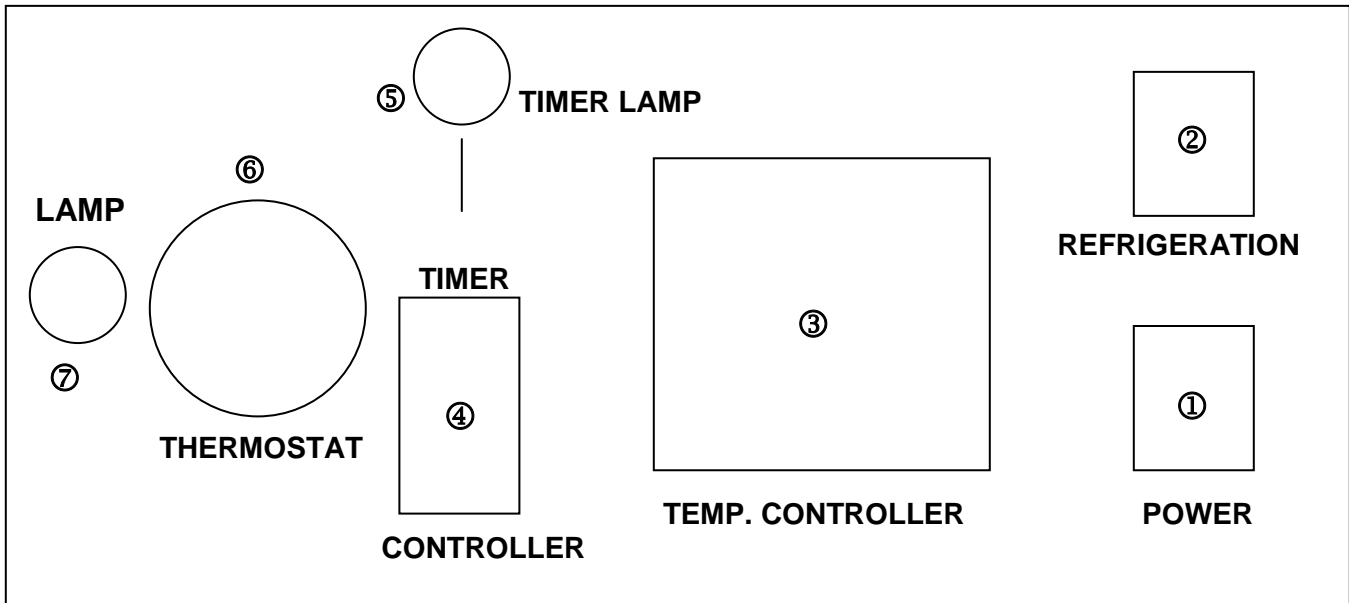 ⑤
TIMER LAMP
②
REFRIGERATION
⑥
LAMP
⑦
THERMOSTAT
TIMER
④
CONTROLLER
③
TEMP. CONTROLLER
①
POWER